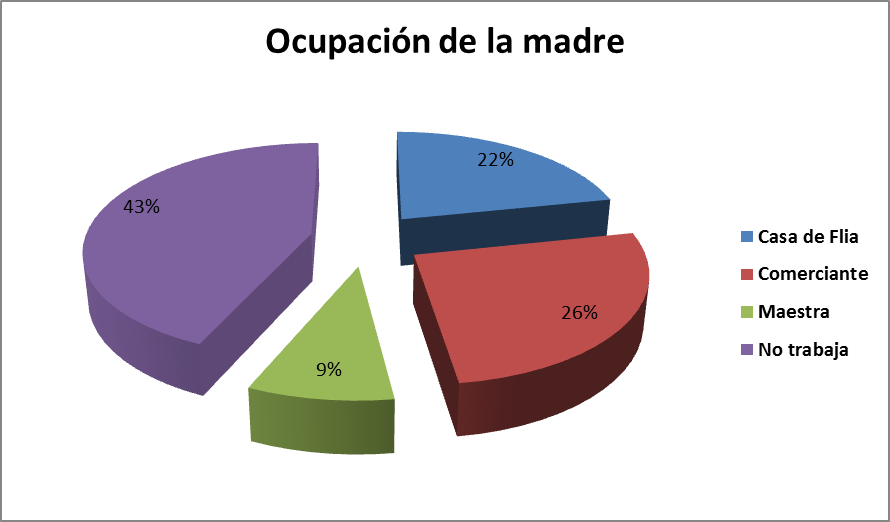 Ocupación de la madre
22%
43%
26%
9%
Casa de Flia
Comerciante
Maestra
No trabaja